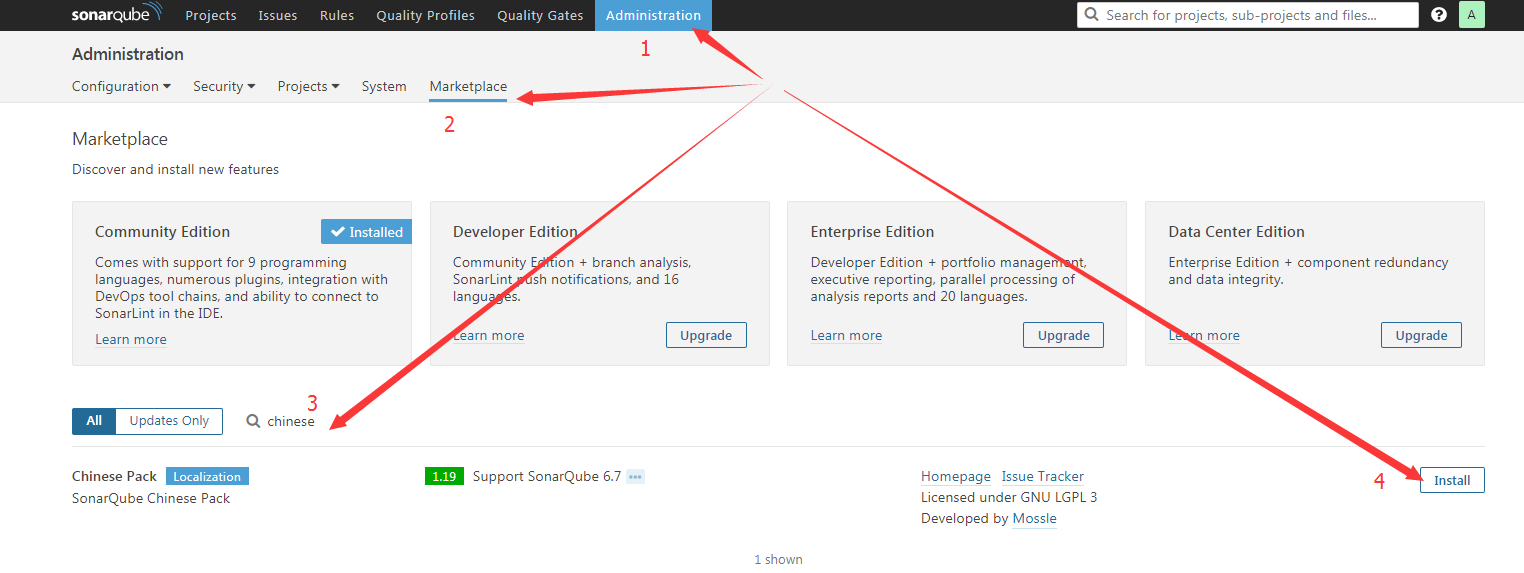 sonarqube Projects Issues Rules Quality Profiles Quality Gates Administration Search for projects, sub-projects and files... ? A
1
Administration
Configuration Security Projects System Marketplace
2
Marketplace
Discover and install new features
Community Edition Installed
Comes with support for 9 programming
languages, numerous plugins, integration with
DevOps tool chains, and ability to connect to
SonarLint in the IDE.
Learn more
Developer Edition
Community Edition + branch analysis,
SonarLint push notifications, and 16
languages.
Learn more Upgrade
Enterprise Edition
Developer Edition + portfolio management,
executive reporting, parallel processing of
analysis reports and 20 languages.
Learn more Upgrade
Data Center Edition
Enterprise Edition + component redundancy
and data integrity.
Learn more Upgrade
3
All Updates Only chinese
Chinese Pack Localization 1.19 Support SonarQube 6.7 ••• Homepage Issue Tracker 4 Install
SonarQube Chinese Pack Licensed under GNU LGPL 3
Developed by Mossle
1 shown